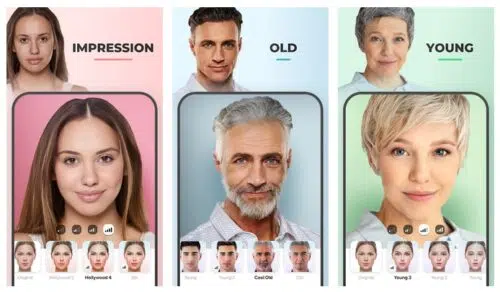 IMPRESSION
Original
Hollywood 2
Hollywood 4
OLD
Young
Young 2
Cool Old
Old
YOUNG
Original
Young 3
Young 2
Young